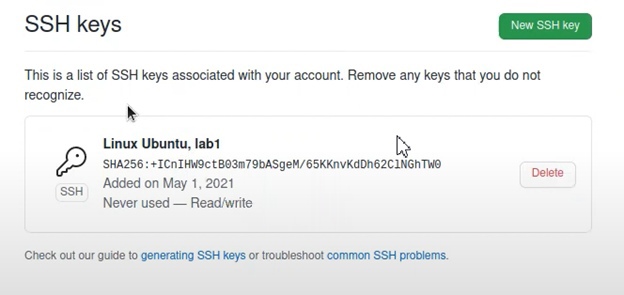 SSH keys
New SSH key
This is a list of SSH keys associated with your account. Remove any keys that you do not
recognize.
Linux Ubuntu, lab1
SHA256:+ICnIHW9ctB03m79bASgeM/65KKnvKdDh62ClNGhTW0
Added on May 1, 2021
Never used — Read/write
SSH
Delete
Check out our guide to generating SSH keys or troubleshoot common SSH problems.